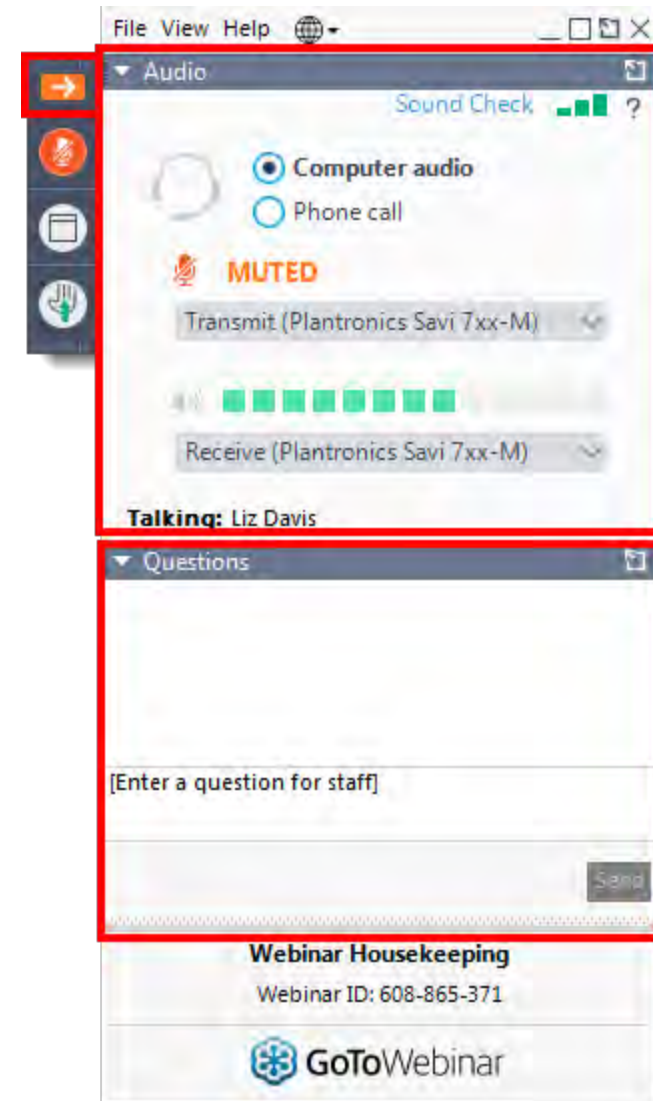 File View Help
Audio
Sound Check ?
Computer audio
Phone call
MUTED
Transmit (Plantronics Savi 7xx-M)
Receive (Plantronics Savi 7xx-M)
Talking: Liz Davis
Questions
[Enter a question for staff]
Send
Webinar Housekeeping
Webinar ID: 608-865-371
GoToWebinar